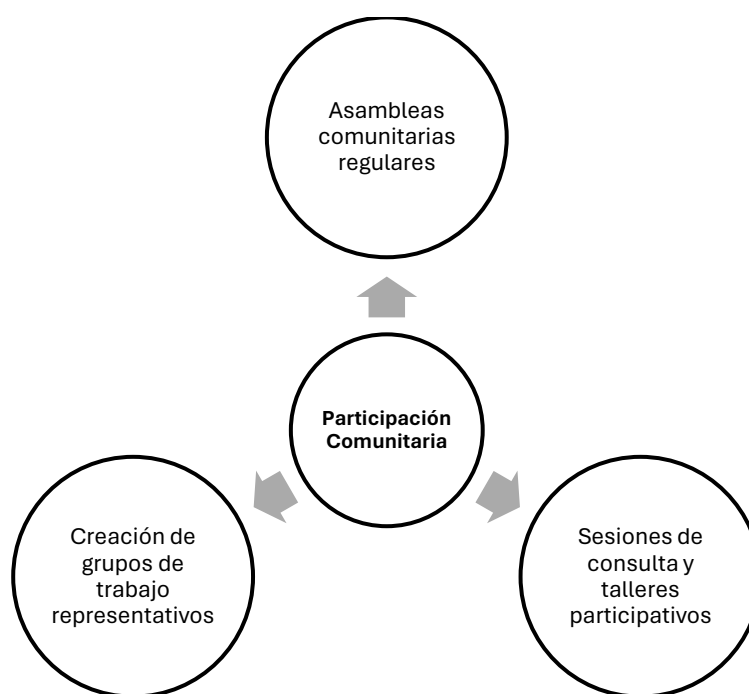 Asambleas
comunitarias
regulares
Participación
Comunitaria
Creación de
grupos de
trabajo
representativos
Sesiones de
consulta y
talleres
participativos